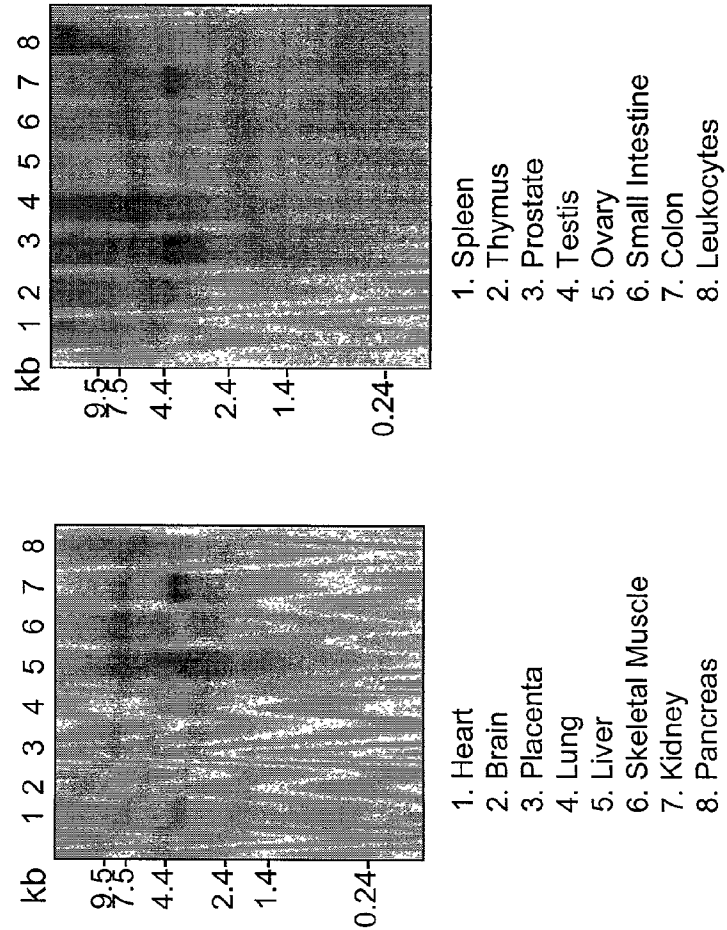 kb 1 2 3 4 5 6 7 8
9.5
7.5
4.4
2.4
1.4
0.24
1. Heart
2. Brain
3. Placenta
4. Lung
5. Liver
6. Skeletal Muscle
7. Kidney
8. Pancreas
kb 1 2 3 4 5 6 7 8
9.5
7.5
4.4
2.4
1.4
0.24
1. Spleen
2. Thymus
3. Prostate
4. Testis
5. Ovary
6. Small Intestine
7. Colon
8. Leukocytes